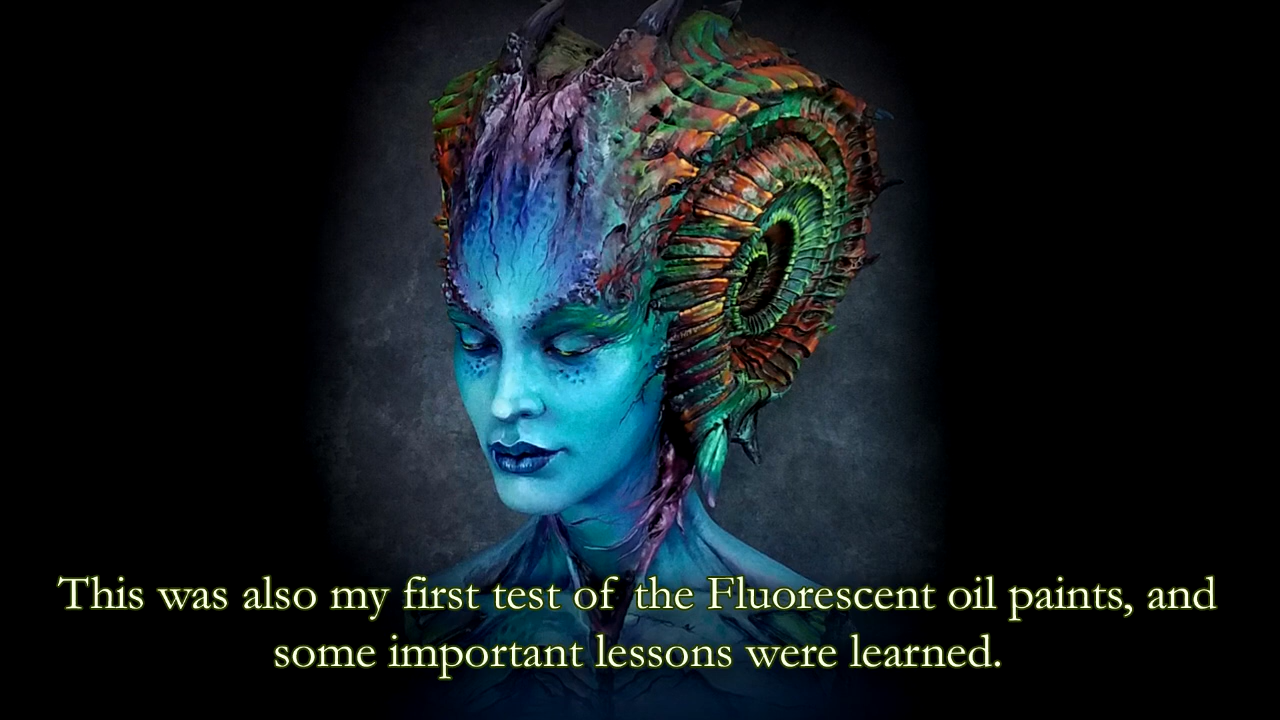 This was also my first test of the Fluorescent oil paints, and
some important lessons were learned.